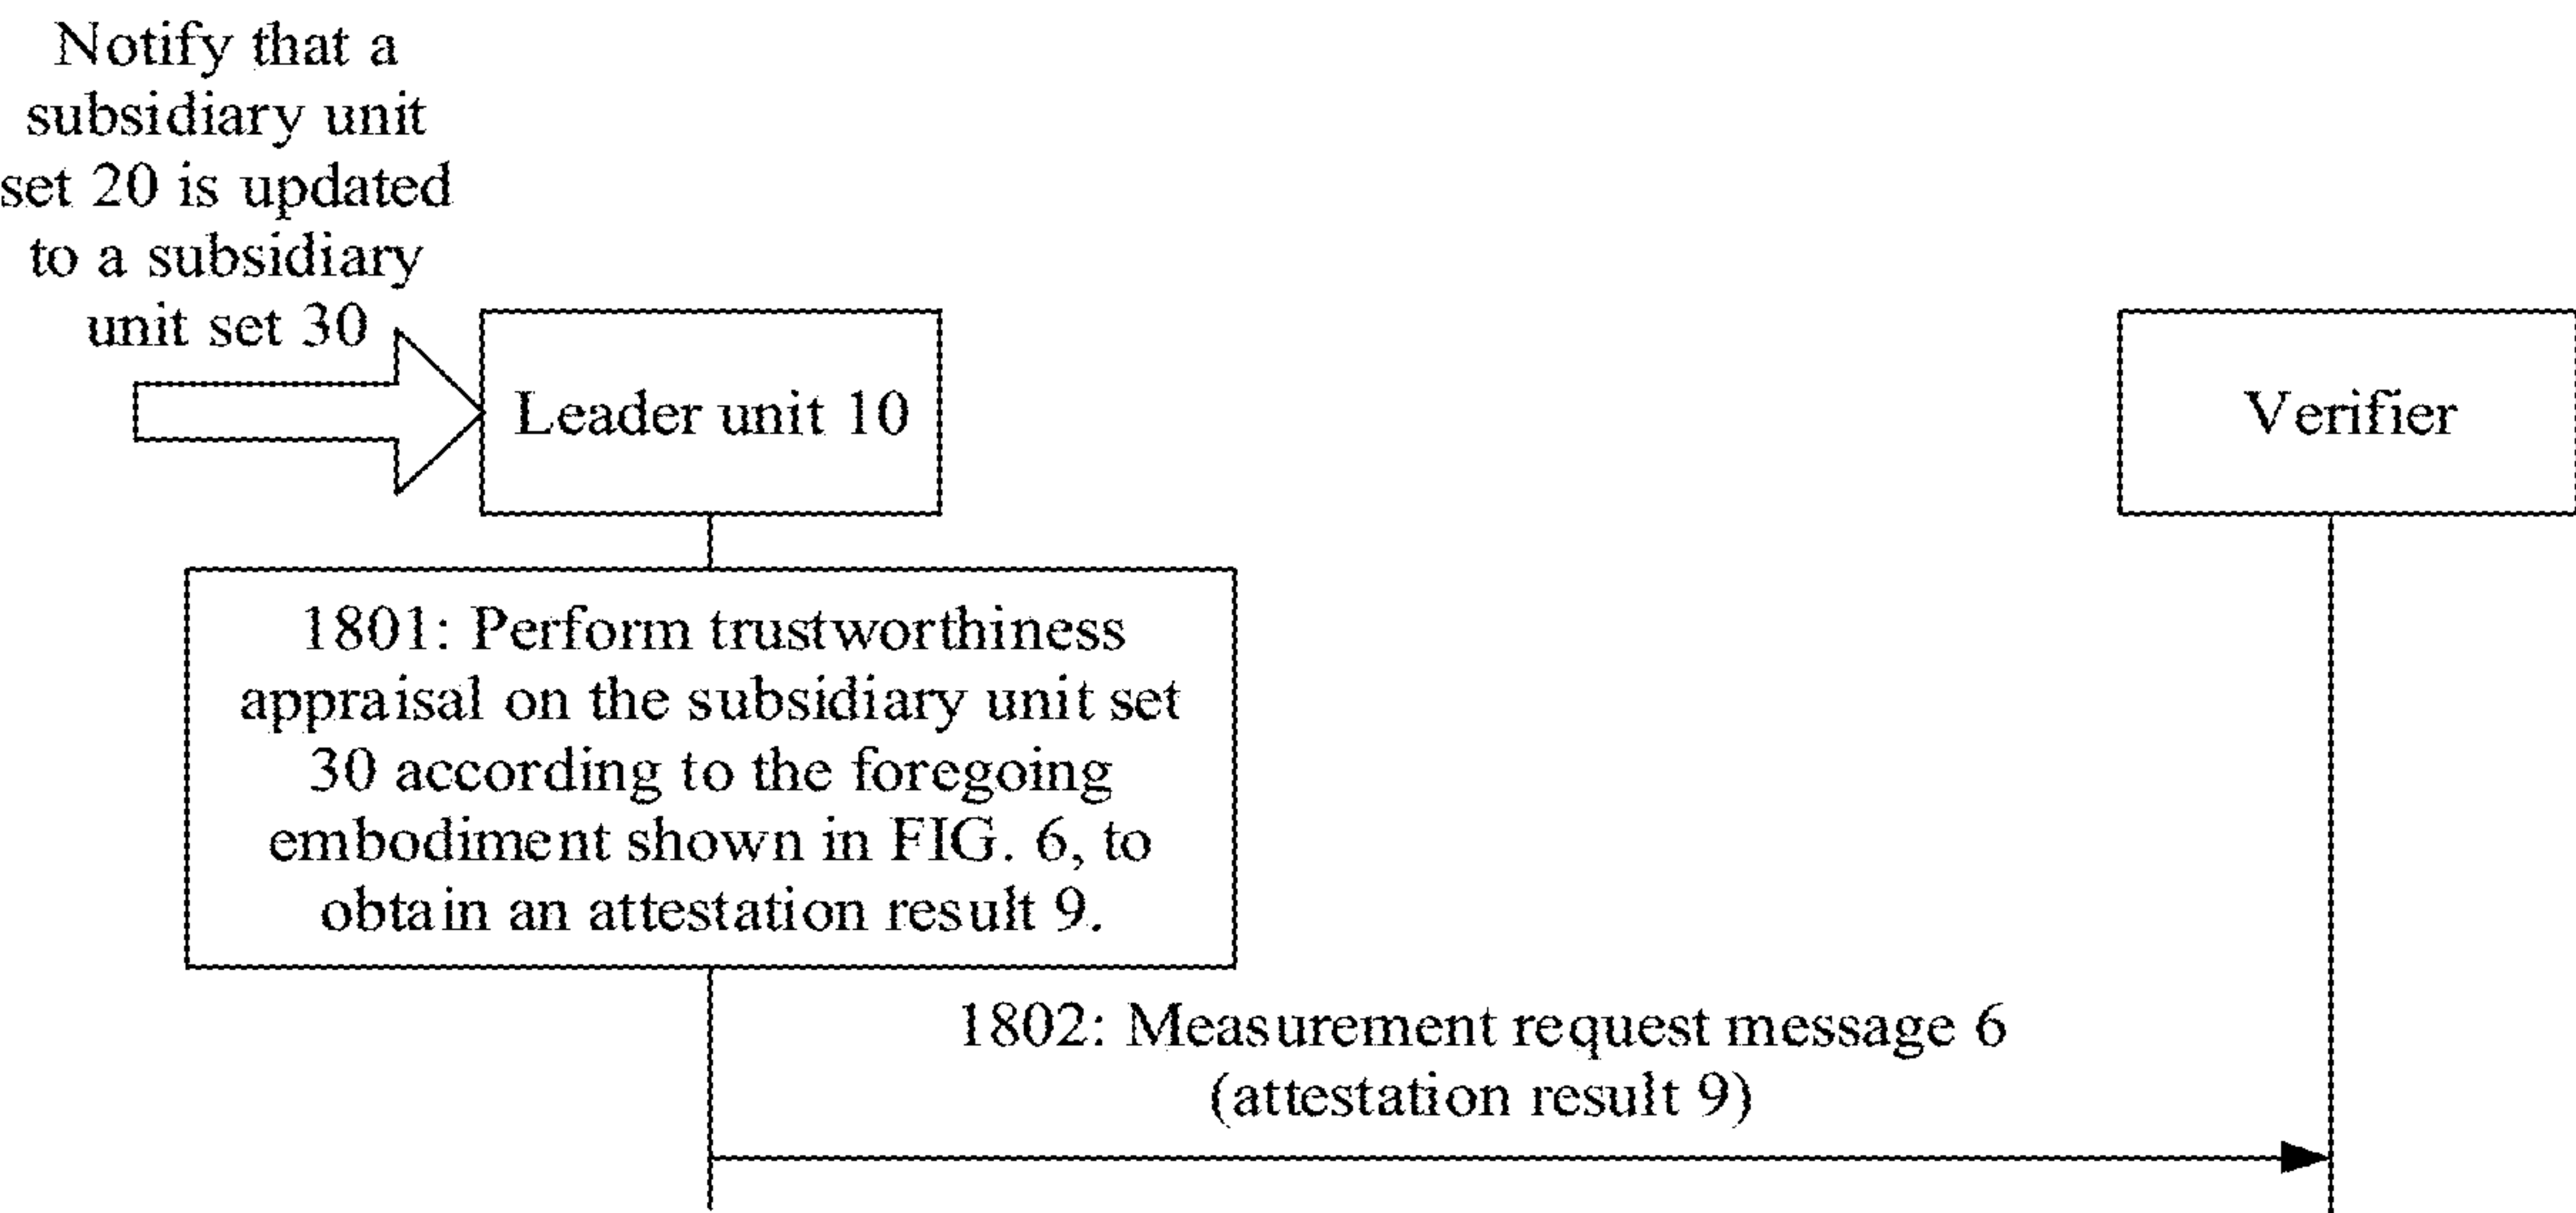 Notify that a
subsidiary unit
set 20 is updated
to a subsidiary
unit set 30
Leader unit 10
Verifier
1801: Perform trustworthiness
appraisal on the subsidiary unit set
30 according to the foregoing
embodiment shown in FIG. 6, to
obtain an attestation result 9.
1802: Measurement request message 6
(attestation result 9)